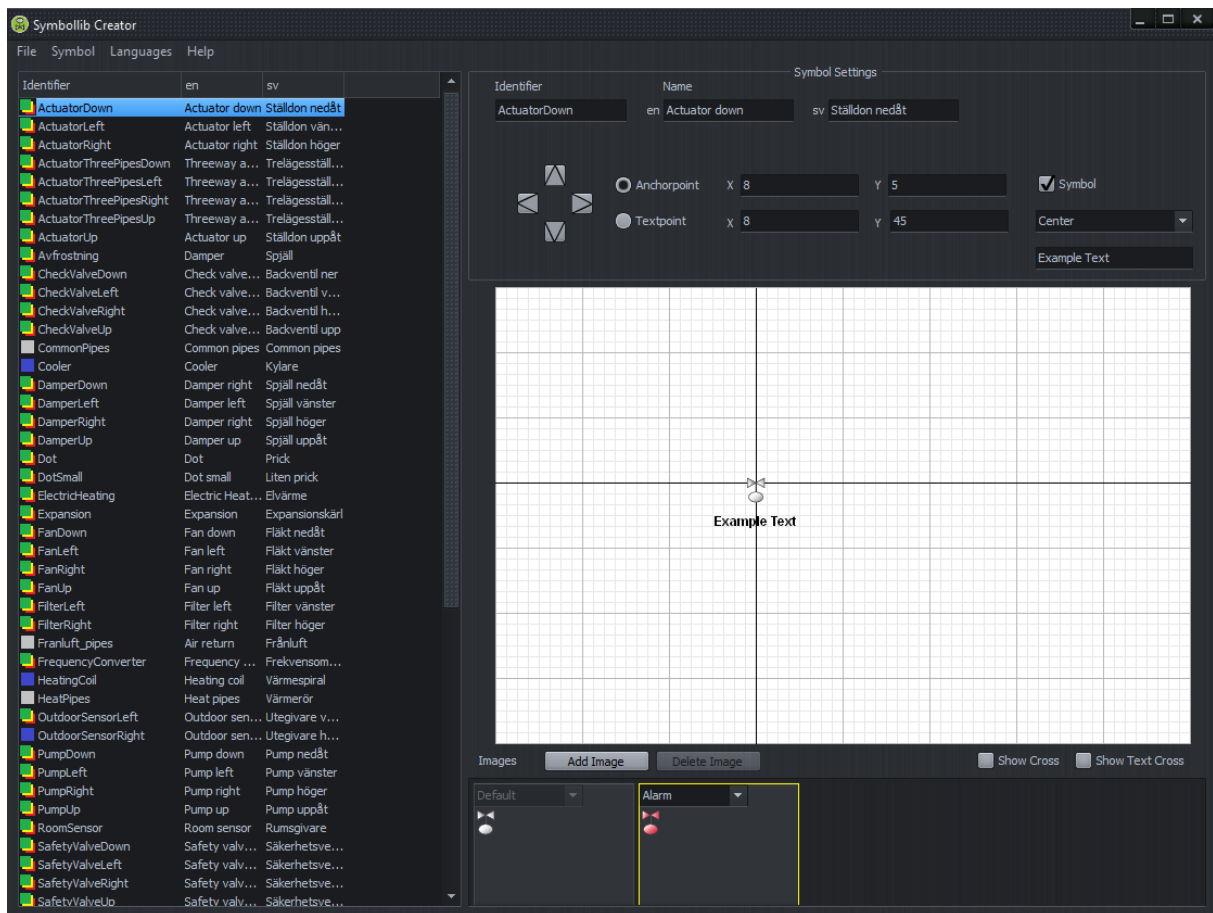 Symbollib Creator
File Symbol Languages Help
Identifier en sv
ActuatorDown Actuator down Ställdon nedåt
ActuatorLeft Actuator left Ställdon vän...
ActuatorRight Actuator right Ställdon höger
ActuatorThreePipesDown Threeway a... Trelägesställ...
ActuatorThreePipesLeft Threeway a... Trelägesställ...
ActuatorThreePipesRight Threeway a... Trelägesställ...
ActuatorThreePipesUp Threeway a... Trelägesställ...
ActuatorUp Actuator up Ställdon uppåt
Avfrostning Damper Spjäll
CheckValveDown Check valve... Backventil ner
CheckValveLeft Check valve... Backventil v...
CheckValveRight Check valve... Backventil h...
CheckValveUp Check valve... Backventil upp
CommonPipes Common pipes Common pipes
Cooler Cooler Kylare
DamperDown Damper right Spjäll nedåt
DamperLeft Damper left Spjäll vänster
DamperRight Damper right Spjäll höger
DamperUp Damper up Spjäll uppåt
Dot Dot Prick
DotSmall Dot small Liten prick
ElectricHeating Electric Heat... Elvärme
Expansion Expansion Expansionskärl
FanDown Fan down Fläkt nedåt
FanLeft Fan left Fläkt vänster
FanRight Fan right Fläkt höger
FanUp Fan up Fläkt uppåt
FilterLeft Filter left Filter vänster
FilterRight Filter right Filter höger
Franluft_pipes Air return Frånluft
FrequencyConverter Frequency ... Frekvensom...
HeatingCoil Heating coil Värmespiral
HeatPipes Heat pipes Värmerör
OutdoorSensorLeft Outdoor sen... Utegivare v...
OutdoorSensorRight Outdoor sen... Utegivare h...
PumpDown Pump down Pump nedåt
PumpLeft Pump left Pump vänster
PumpRight Pump right Pump höger
PumpUp Pump up Pump uppåt
RoomSensor Room sensor Rumsgivare
SafetyValveDown Safety valv... Säkerhetsve...
SafetyValveLeft Safety valv... Säkerhetsve...
SafetyValveRight Safety valv... Säkerhetsve...
SafetyValveUp Safety valv... Säkerhetsve...
Symbol Settings
Identifier Name
ActuatorDown en Actuator down sv Ställdon nedåt
Anchorpoint X 8 Y 5 Symbol
Textpoint X 8 Y 45 Center
Example Text
Example Text
Images Add Image Delete Image Show Cross Show Text Cross
Default Alarm